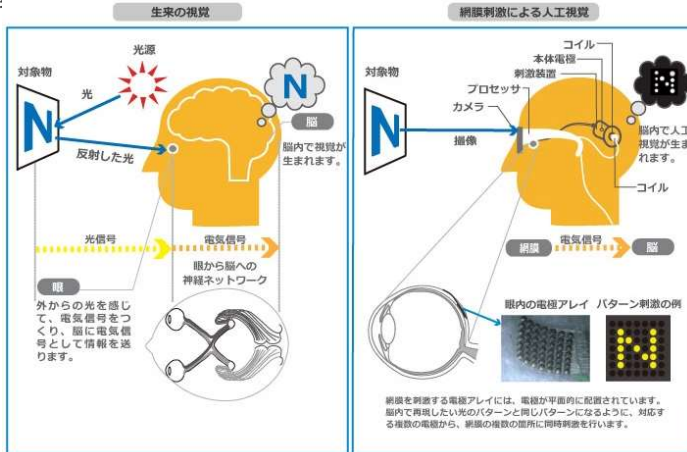 生来の視覚
光源
対象物
光
N
N
反射した光
脳
脳内で視覚が
生まれます。
光信号
電気信号
眼
眼から脳への
神経ネットワーク
外からの光を感じ
て、電気信号をつ
くり、脳に電気信
号として情報を送
ります。
網膜刺激による人工視覚
コイル
本体電極
刺激装置
プロセッサ
カメラ
対象物
N
N
撮像
脳内で人工
視覚が生ま
れます。
コイル
網膜
電気信号
脳
眼内の電極アレイ
パターン刺激の例
N
網膜を刺激する電極アレイには、電極が平面的に配置されています。
脳内で再現したい光のパターンと同じパターンになるように、対応す
る複数の電極から、網膜の複数の箇所に同時刺激を行います。